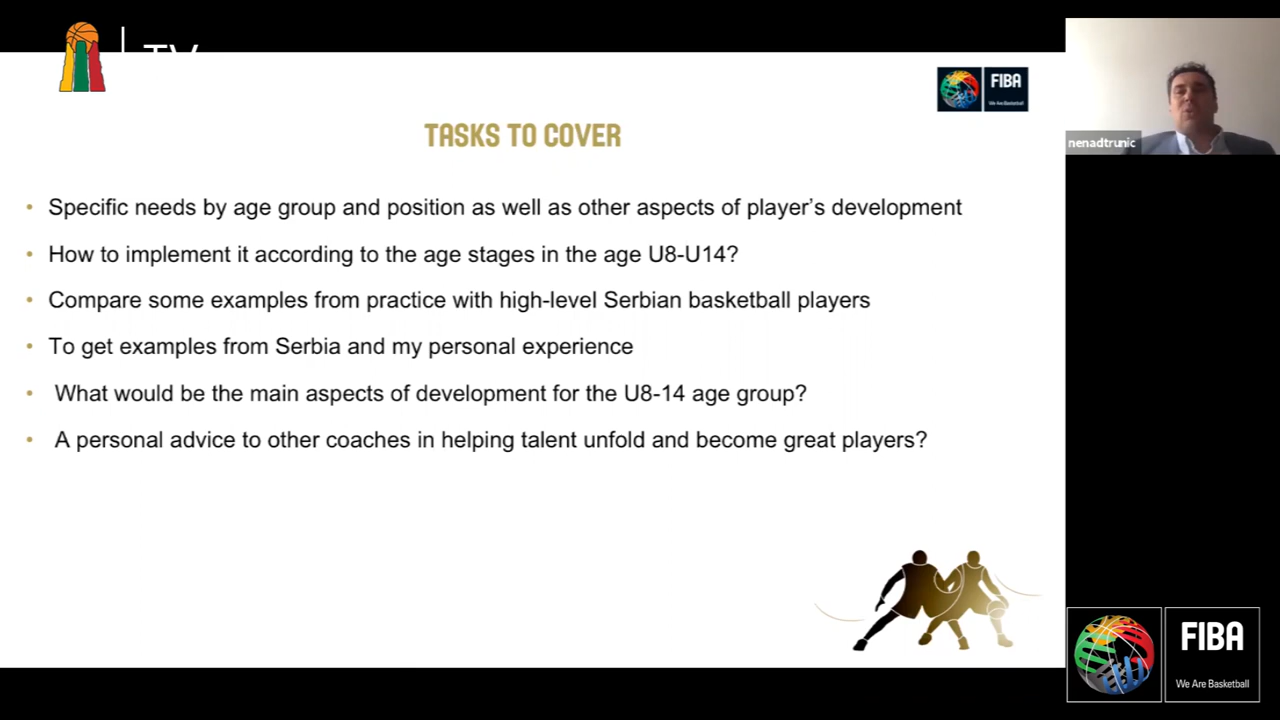 TV
FIBA
We Are Basketball
nenadtrunic
TASKS TO COVER
• Specific needs by age group and position as well as other aspects of player’s development
• How to implement it according to the age stages in the age U8-U14?
• Compare some examples from practice with high-level Serbian basketball players
• To get examples from Serbia and my personal experience
• What would be the main aspects of development for the U8-14 age group?
• A personal advice to other coaches in helping talent unfold and become great players?
FIBA
We Are Basketball